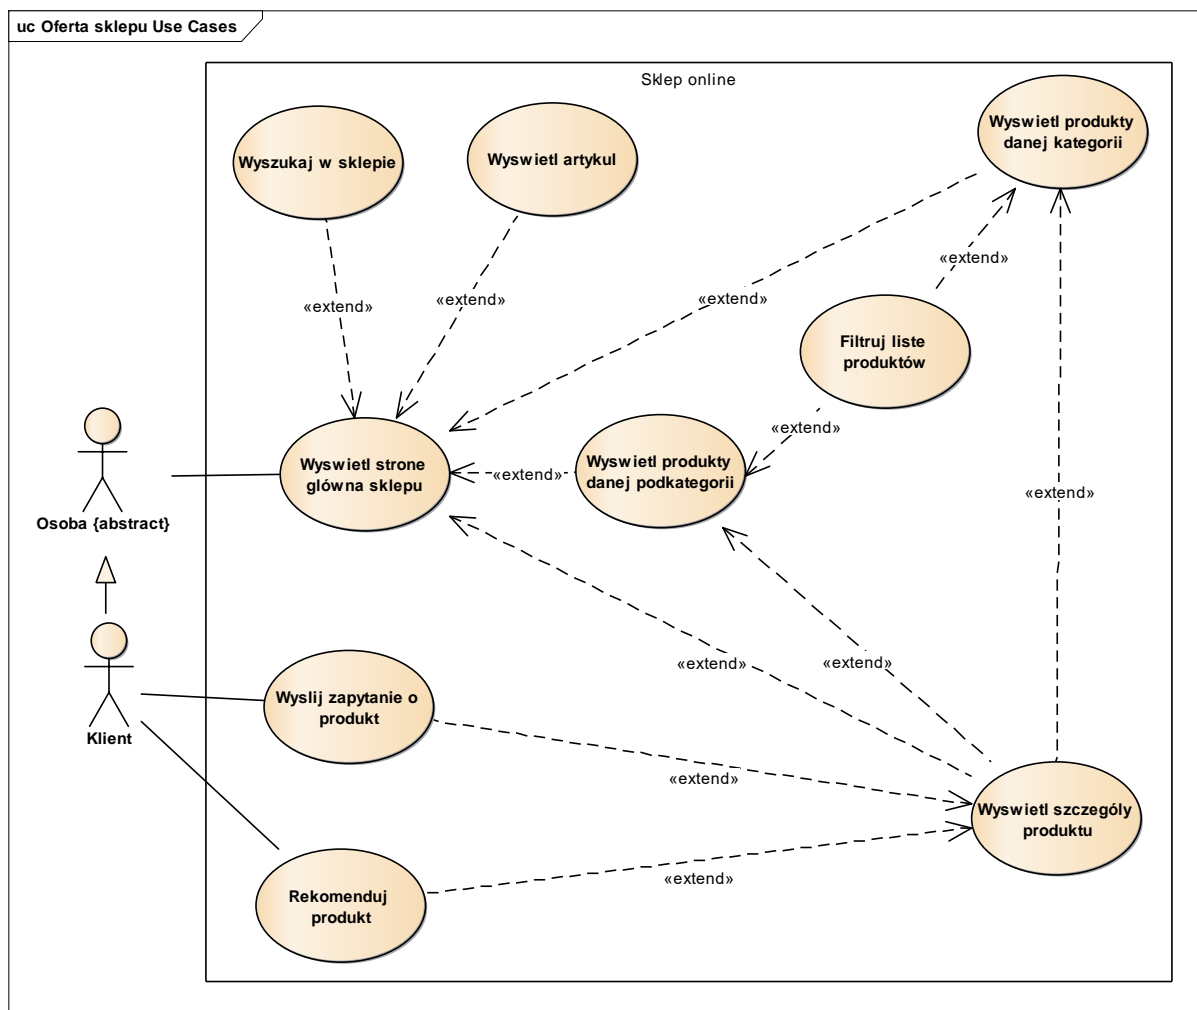 uc Oferta sklepu Use Cases
Sklep online
Wyszukaj w sklepie
Wyswietl artykul
Wyswietl produkty
danej kategorii
«extend»
«extend»
«extend»
«extend»
Filtruj liste
produktów
«extend»
Wyswietl strone
glówna sklepu
«extend»
Wyswietl produkty
danej podkategorii
«extend»
Osoba {abstract}
«extend»
«extend»
Wyslij zapytanie o
produkt
Klient
«extend»
Wyswietl szczególy
produktu
«extend»
Rekomenduj
produkt